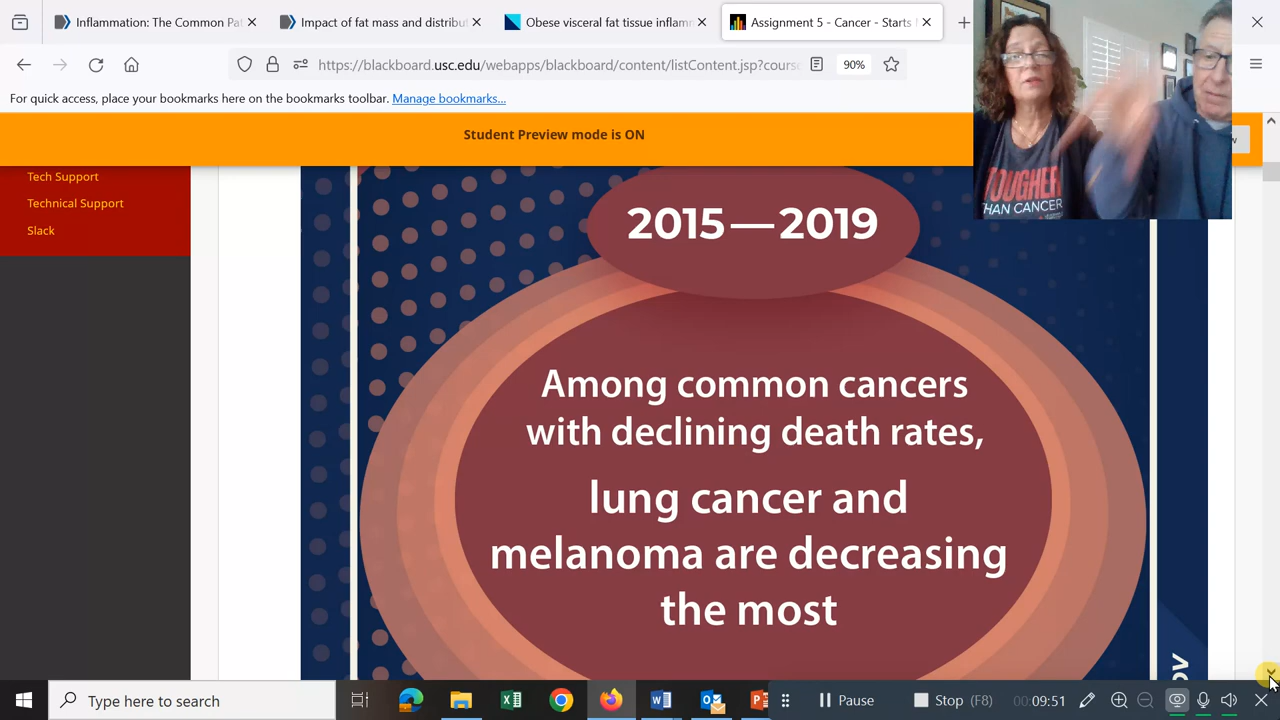 Inflammation: The Common Pa
Impact of fat mass and distribu
Obese visceral fat tissue inflam
Assignment 5 - Cancer - Starts
https://blackboard.usc.edu/webapps/blackboard/content/listContent.jsp?course
90%
For quick access, place your bookmarks here on the bookmarks toolbar. Manage bookmarks...
Student Preview mode is ON
Tech Support
Technical Support
Slack
TOUGHER
THAN CANCER
2015—2019
Among common cancers
with declining death rates,
lung cancer and
melanoma are decreasing
the most
Type here to search
Pause
Stop (F8)
00:09:51